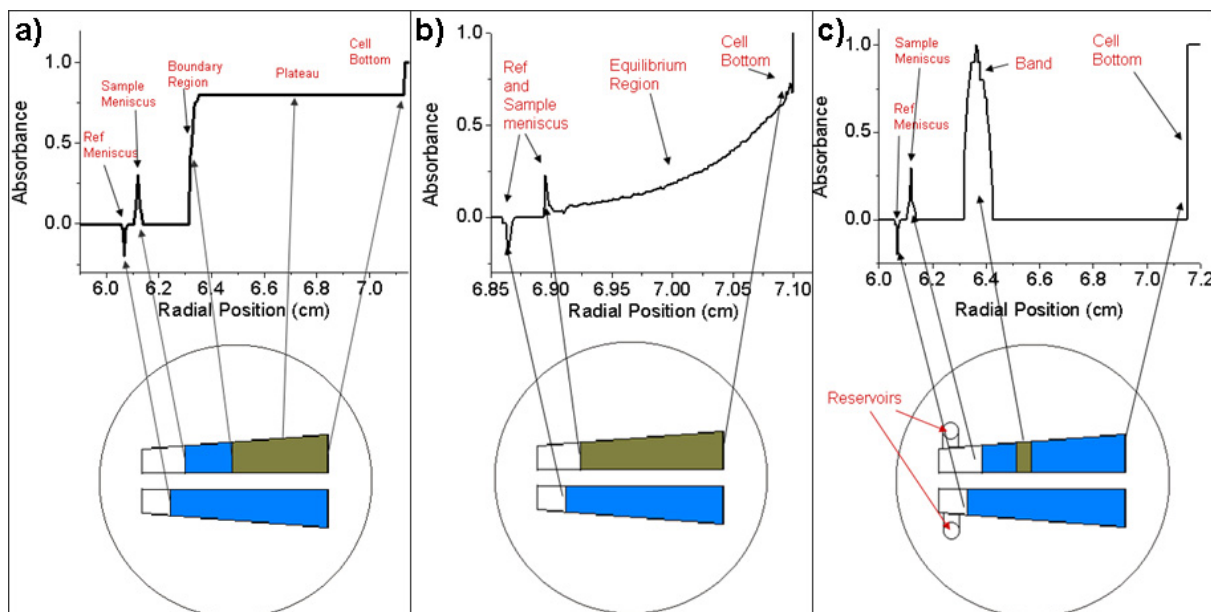 a)
1.0
0.5
0.0
Absorbance
Ref
Meniscus
Sample
Meniscus
Boundary
Region
Plateau
Cell
Bottom
6.0 6.2 6.4 6.6 6.8 7.0
Radial Position (cm)
b)
1.0
0.5
0.0
Absorbance
Ref
and
Sample
meniscus
Equilibrium
Region
Cell
Bottom
6.85 6.90 6.95 7.00 7.05 7.10
Radial Position (cm)
c)
1.0
0.5
0.0
Absorbance
Sample
Meniscus
Ref
Meniscus
Band
Cell
Bottom
6.0 6.2 6.4 6.6 6.8 7.0 7.2
Radial Position (cm)
Reservoirs